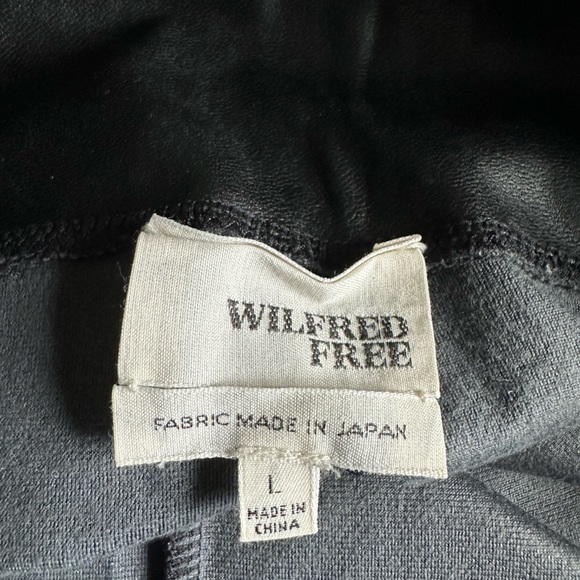 WILFRED
FREE
FABRIC MADE IN JAPAN
L
MADE IN
CHINA